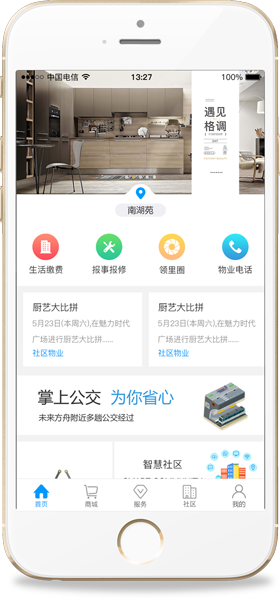 中国电信 13:27 100%
遇见
格调
南湖苑
生活缴费 报事报修 领里圈 物业电话
厨艺大比拼 厨艺大比拼
5月23日(本周六),在魅力时代 5月23日(本周六),在魅力时代
广场进行厨艺大比拼...... 广场进行厨艺大比拼......
社区物业 社区物业
掌上公交 为你省心
未来方舟附近多趟公交经过
智慧社区
首页 商城 服务 社区 我的